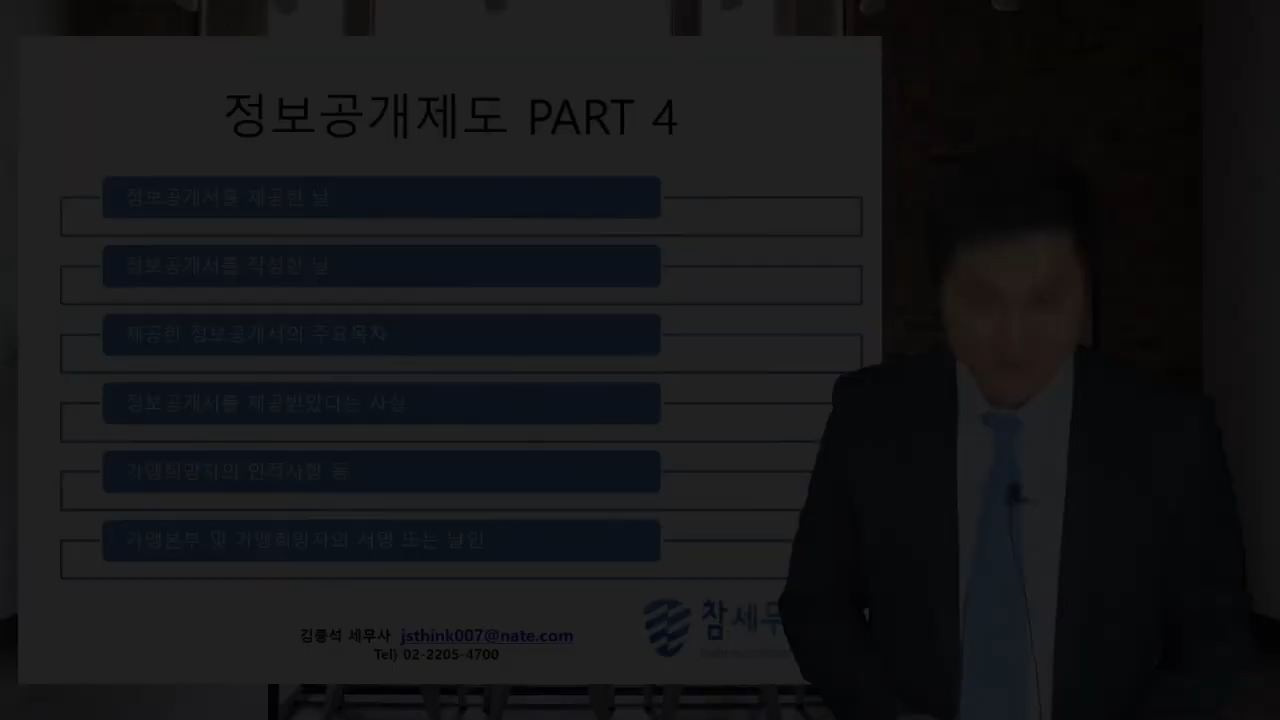 정보공개제도 PART 4
정보공개서를 제공한 날
정보공개서를 작성한 날
제공한 정보공개서의 주요목차
정보공개서를 제공받았다는 사실
가맹희망자의 인적사항 등
가맹본부 및 가맹희망자의 서명 또는 날인
김종석 세무사 jsthink007@nate.com
Tel) 02-2205-4700
참세무